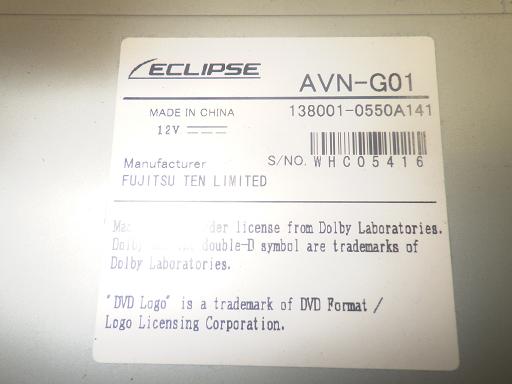 ECLIPSE
AVN-G01
MADE IN CHINA
138001-0550A141
12V
S/NO. WHC05416
Manufacturer
FUJITSU TEN LIMITED
license from Dolby Laboratories.
double-D symbol are trademarks of
Dolby Laboratories.
"DVD Logo" is a trademark of DVD Format /
Logo Licensing Corporation.